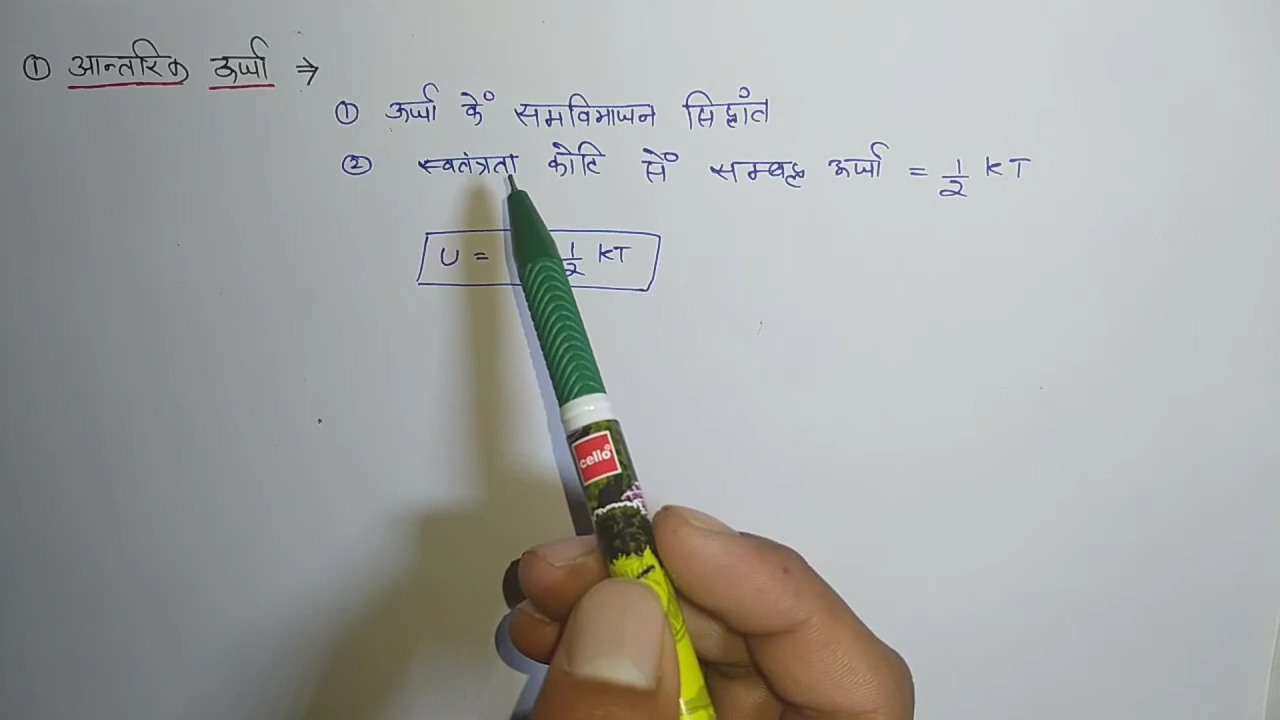 ① आन्तरिक ऊर्जा ⇒
① ऊर्जा कें समविभाजन सिद्धांत
② स्वतंत्रता कोटि सें सम्बद्ध ऊर्जा = 1/2 KT
U = 1/2 KT
cello